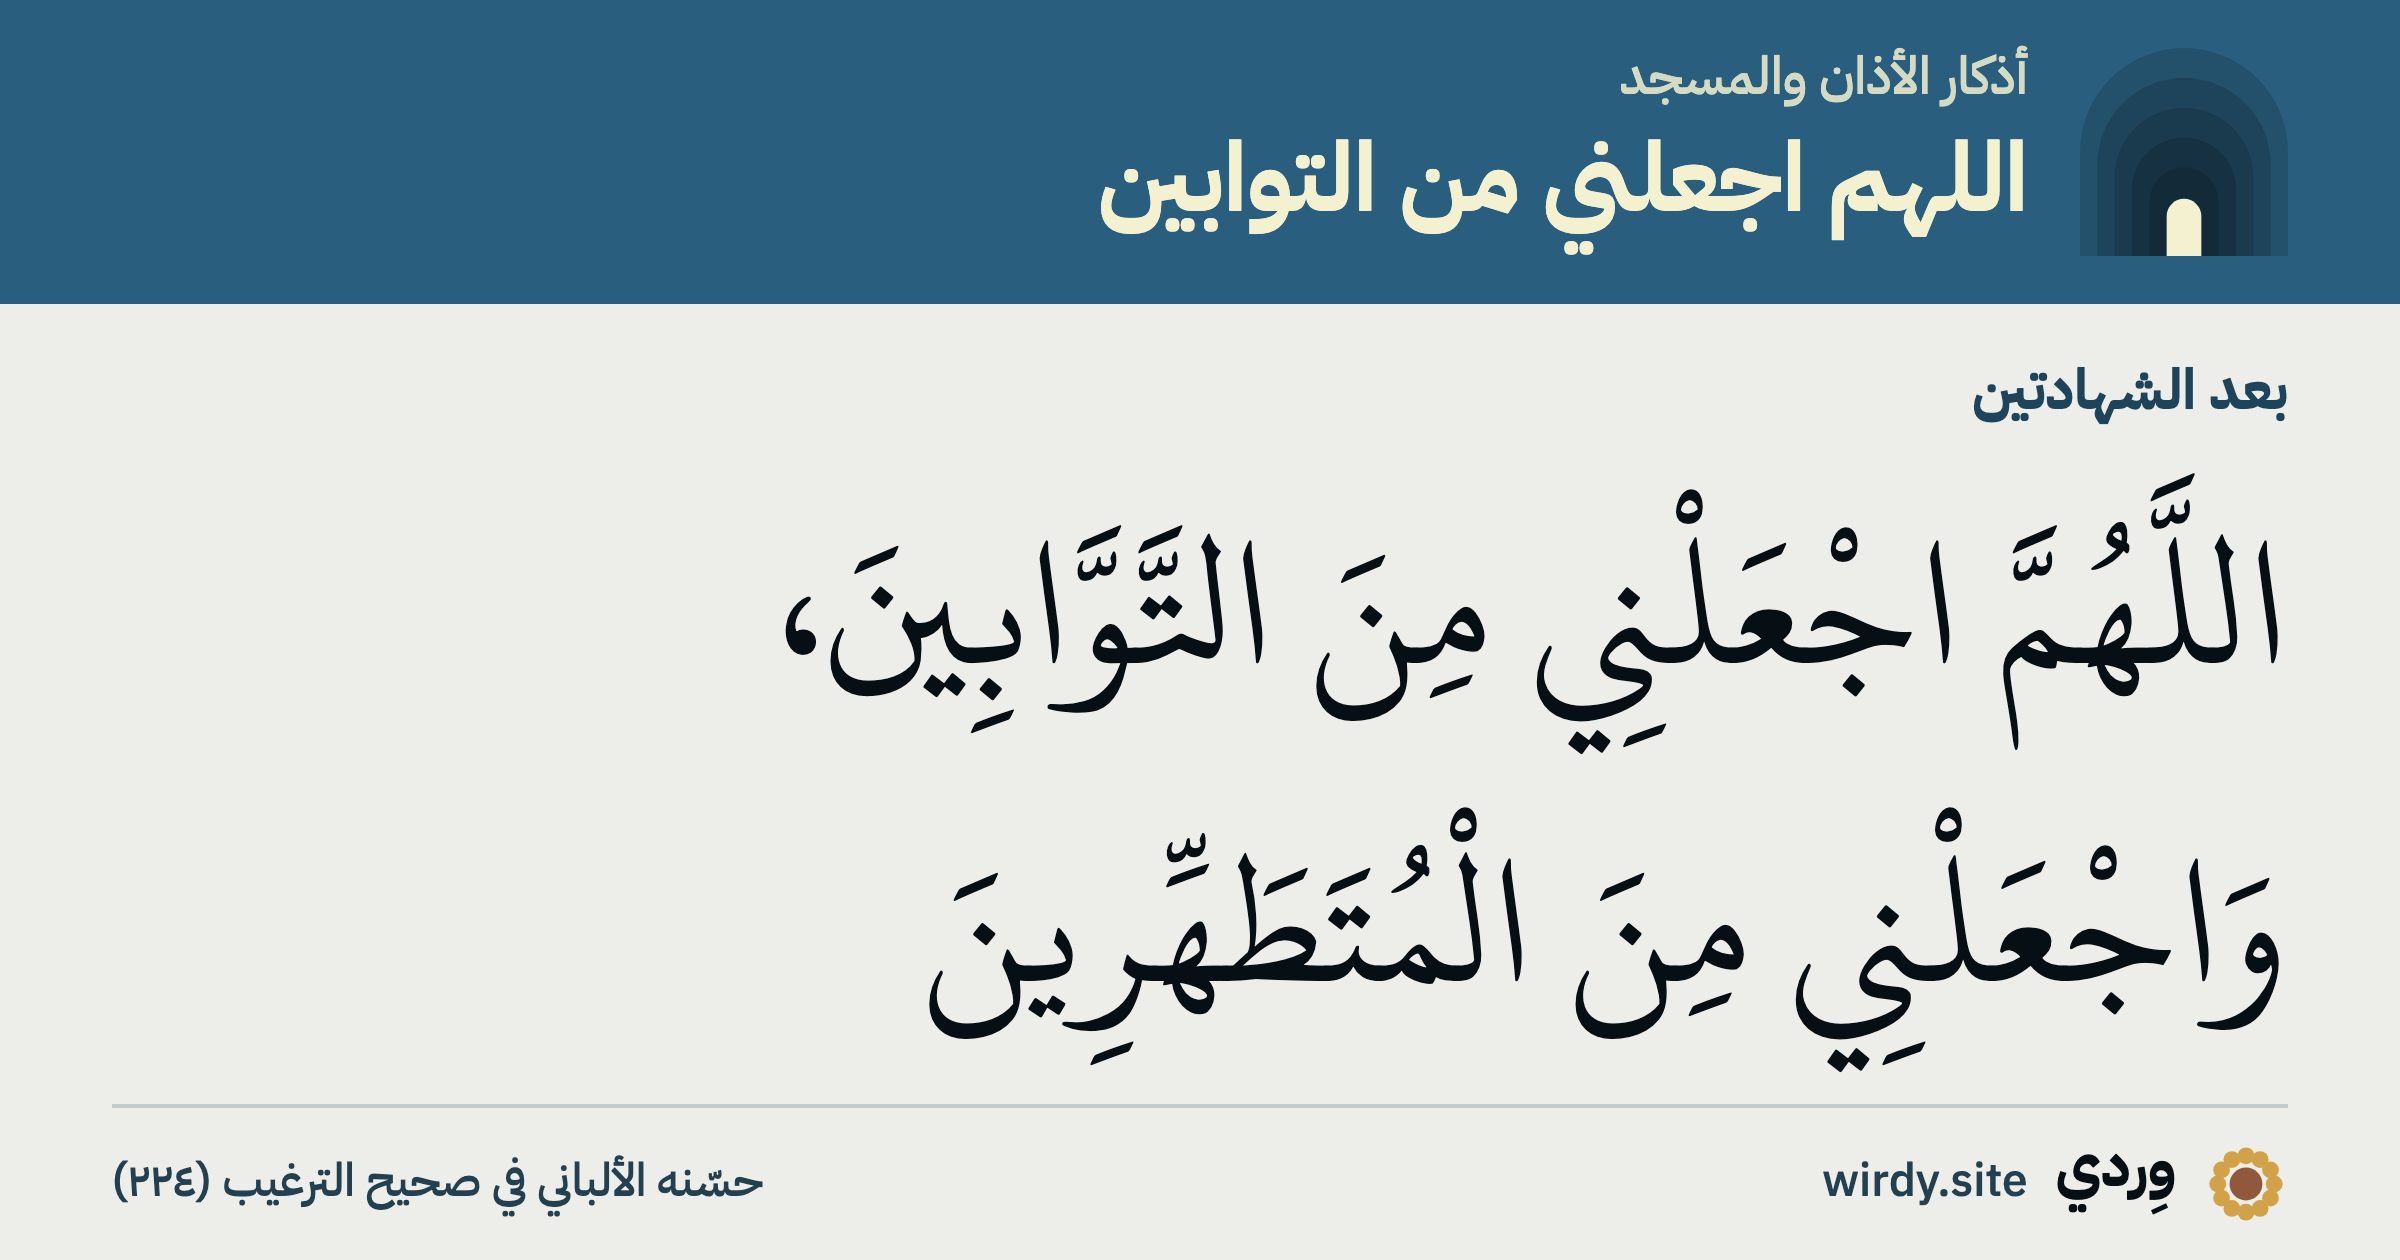 أذكار الأذان والمسجد
اللهم اجعلني من التوابين
بعد الشهادتين
اللَّهُمَّ اجْعَلْنِي مِنَ التَّوَّابِينَ،
وَاجْعَلْنِي مِنَ الْمُتَطَهِّرِينَ
وِردي wirdy.site
حسّنه الألباني في صحيح الترغيب (٢٢٤)